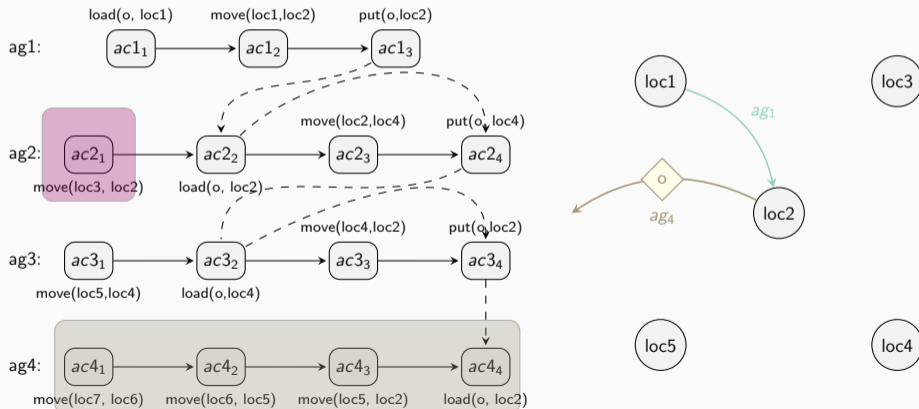 load(o, loc1) move(loc1,loc2) put(o,loc2)
ag1: ac1₁ ac1₂ ac1₃
loc1 loc3
ag₁
move(loc2,loc4) put(o, loc4)
ag2: ac2₁ ac2₂ ac2₃ ac2₄
move(loc3, loc2) load(o, loc2)
o
ag₄
loc2
move(loc4,loc2) put(o,loc2)
ag3: ac3₁ ac3₂ ac3₃ ac3₄
move(loc5,loc4) load(o,loc4)
loc5 loc4
ag4: ac4₁ ac4₂ ac4₃ ac4₄
move(loc7, loc6) move(loc6, loc5) move(loc5, loc2) load(o, loc2)